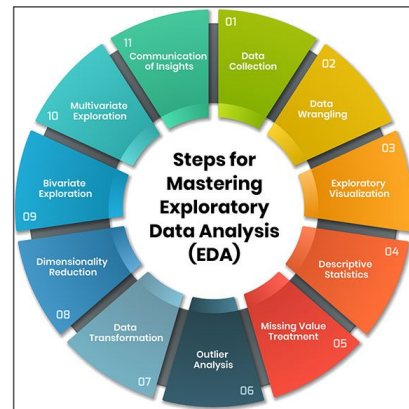 Steps for
Mastering
Exploratory
Data Analysis
(EDA)
01
Data
Collection
02
Data
Wrangling
03
Exploratory
Visualization
04
Descriptive
Statistics
05
Missing Value
Treatment
06
Outlier
Analysis
07
Data
Transformation
08
Dimensionality
Reduction
09
Bivariate
Exploration
10
Multivariate
Exploration
11
Communication
of Insights